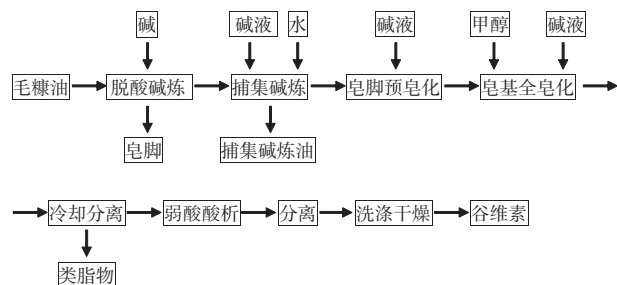 碱
碱液
水
碱液
甲醇
碱液
毛糠油
脱酸碱炼
捕集碱炼
皂脚预皂化
皂基全皂化
皂脚
捕集碱炼油
冷却分离
弱酸酸析
分离
洗涤干燥
谷维素
类脂物